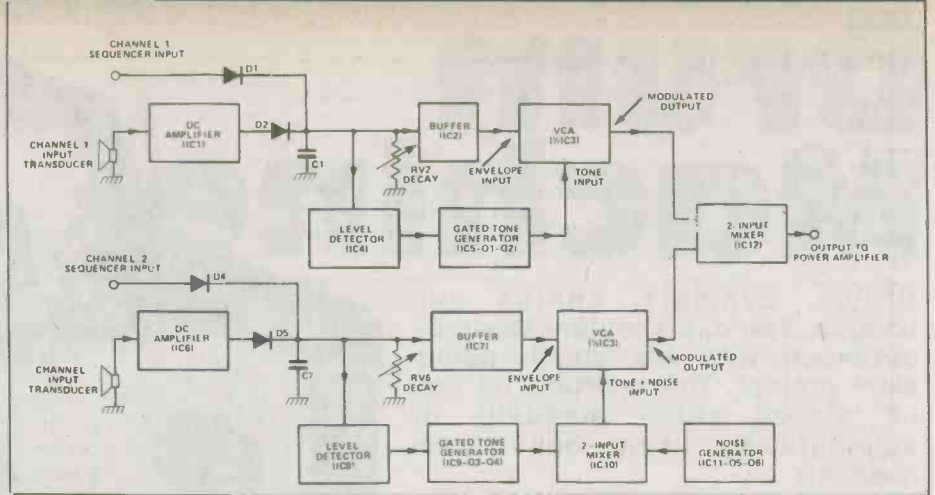 CHANNEL 1
SEQUENCER INPUT
D1
DC
AMPLIFIER
(IC1)
D2
CHANNEL 1
INPUT
TRANSDUCER
C1
RV2
DECAY
BUFFER
(IC2)
ENVELOPE
INPUT
VCA
(½IC3)
TONE
INPUT
MODULATED
OUTPUT
LEVEL
DETECTOR
(IC4)
GATED TONE
GENERATOR
(IC5-Q1-Q2)
2-INPUT
MIXER
(IC12)
OUTPUT TO
POWER AMPLIFIER
CHANNEL 2
SEQUENCER INPUT
D4
DC
AMPLIFIER
(IC6)
D5
CHANNEL
INPUT
TRANSDUCER
C7
RV6
DECAY
BUFFER
(IC7)
ENVELOPE
INPUT
VCA
(½IC3)
MODULATED
OUTPUT
TONE + NOISE
INPUT
LEVEL
DETECTOR
(IC8)
GATED TONE
GENERATOR
(IC9-Q3-Q4)
2-INPUT
MIXER
(IC10)
NOISE
GENERATOR
(IC11-Q5-Q6)